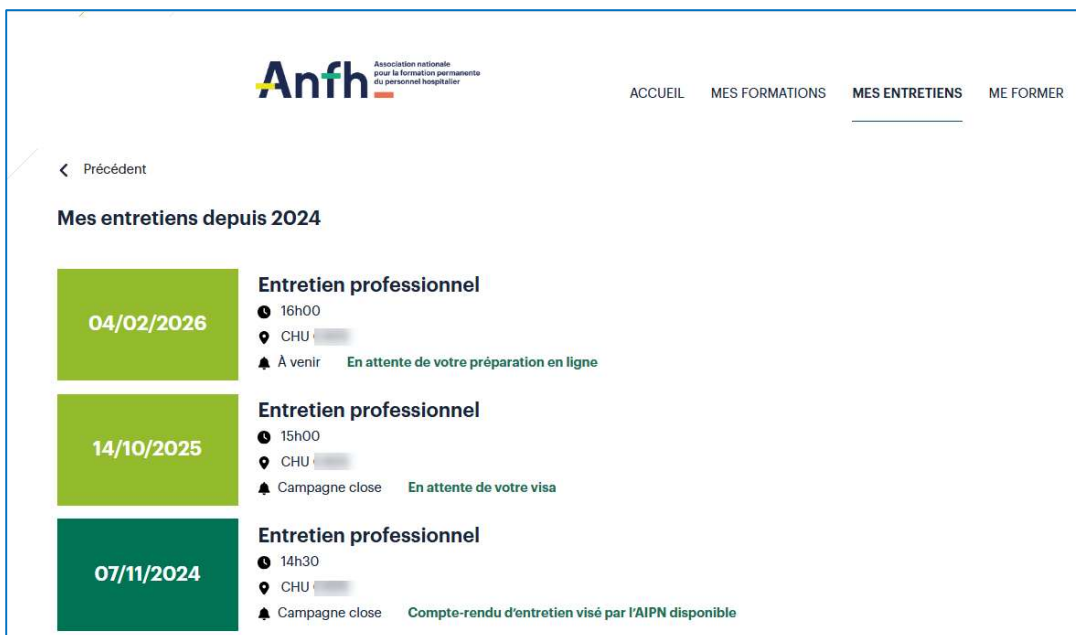 Anfh
Association nationale
pour la formation permanente
du personnel hospitalier
ACCUEIL MES FORMATIONS MES ENTRETIENS ME FORMER
Précédent
Mes entretiens depuis 2024
04/02/2026
Entretien professionnel
16h00
CHU
À venir En attente de votre préparation en ligne
14/10/2025
Entretien professionnel
15h00
CHU
Campagne close En attente de votre visa
07/11/2024
Entretien professionnel
14h30
CHU
Campagne close Compte-rendu d'entretien visé par l'AIPN disponible